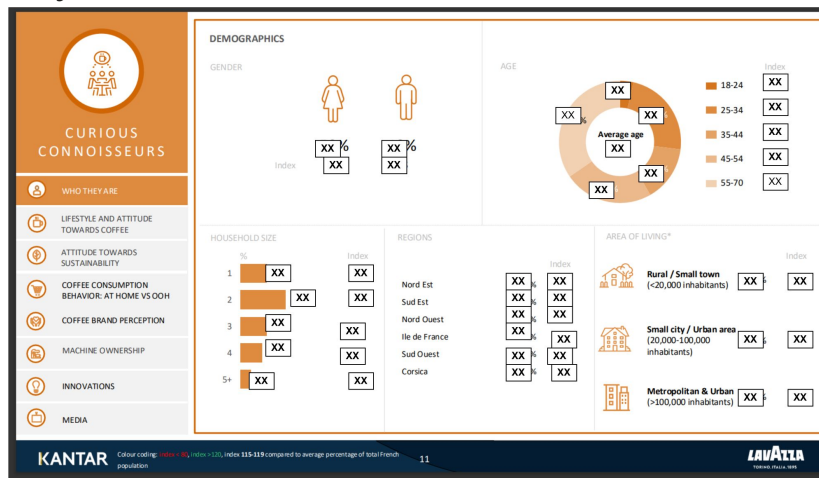 CURIOUS
CONNOISSEURS
WHO THEY ARE
LIFESTYLE AND ATTITUDE
TOWARDS COFFEE
ATTITUDE TOWARDS
SUSTAINABILITY
COFFEE CONSUMPTION
BEHAVIOR: AT HOME VS OOH
COFFEE BRAND PERCEPTION
MACHINE OWNERSHIP
INNOVATIONS
MEDIA
DEMOGRAPHICS
GENDER
XX % XX %
Index XX XX
AGE
Index
XX
XX %
XX
Average age
XX
XX
XX
18-24 XX
25-34 XX
35-44 XX
45-54 XX
55-70 XX
HOUSEHOLD SIZE
% Index
1 XX XX
2 XX XX
3 XX XX
4 XX XX
5+ XX XX
REGIONS
Index
Nord Est XX % XX
Sud Est XX XX
Nord Ouest XX % XX
Ile de France XX % XX
Sud Ouest XX % XX
Corsica XX % XX
AREA OF LIVING*
Index
Rural / Small town
(<20,000 inhabitants) XX % XX
Small city / Urban area
(20,000-100,000
inhabitants) XX XX
Metropolitan & Urban
(>100,000 inhabitants) XX % XX
KANTAR
Colour coding: index < 80, index >120, index 115-119 compared to average percentage of total French
population
11
LAVAZZA
TORINO, ITALIA, 1895